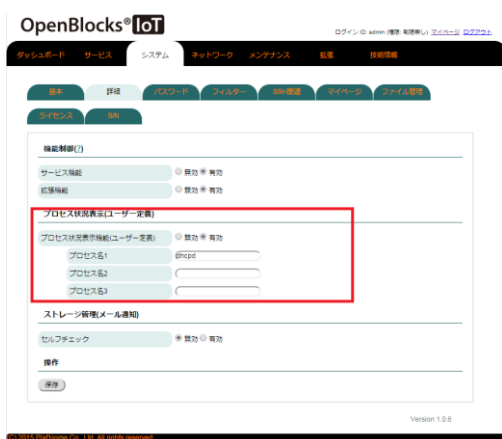 OpenBlocks® IoT
ログイン ID: admin (権限: 制限無し) マイページ ログアウト
ダッシュボード サービス システム ネットワーク メンテナンス 拡張 技術情報
基本 詳細 パスワード フィルター SSH関連 マイページ ファイル管理
ライセンス S/N
機能制御(?)
サービス機能 無効 有効
拡張機能 無効 有効
プロセス状況表示(ユーザー定義)
プロセス状況表示機能(ユーザー定義) 無効 有効
プロセス名1 dhcpd
プロセス名2
プロセス名3
ストレージ管理(メール通知)
セルフチェック 無効 有効
操作
保存
Version 1.0.6
(C) 2015 Plat'Home Co., Ltd. All rights reserved.